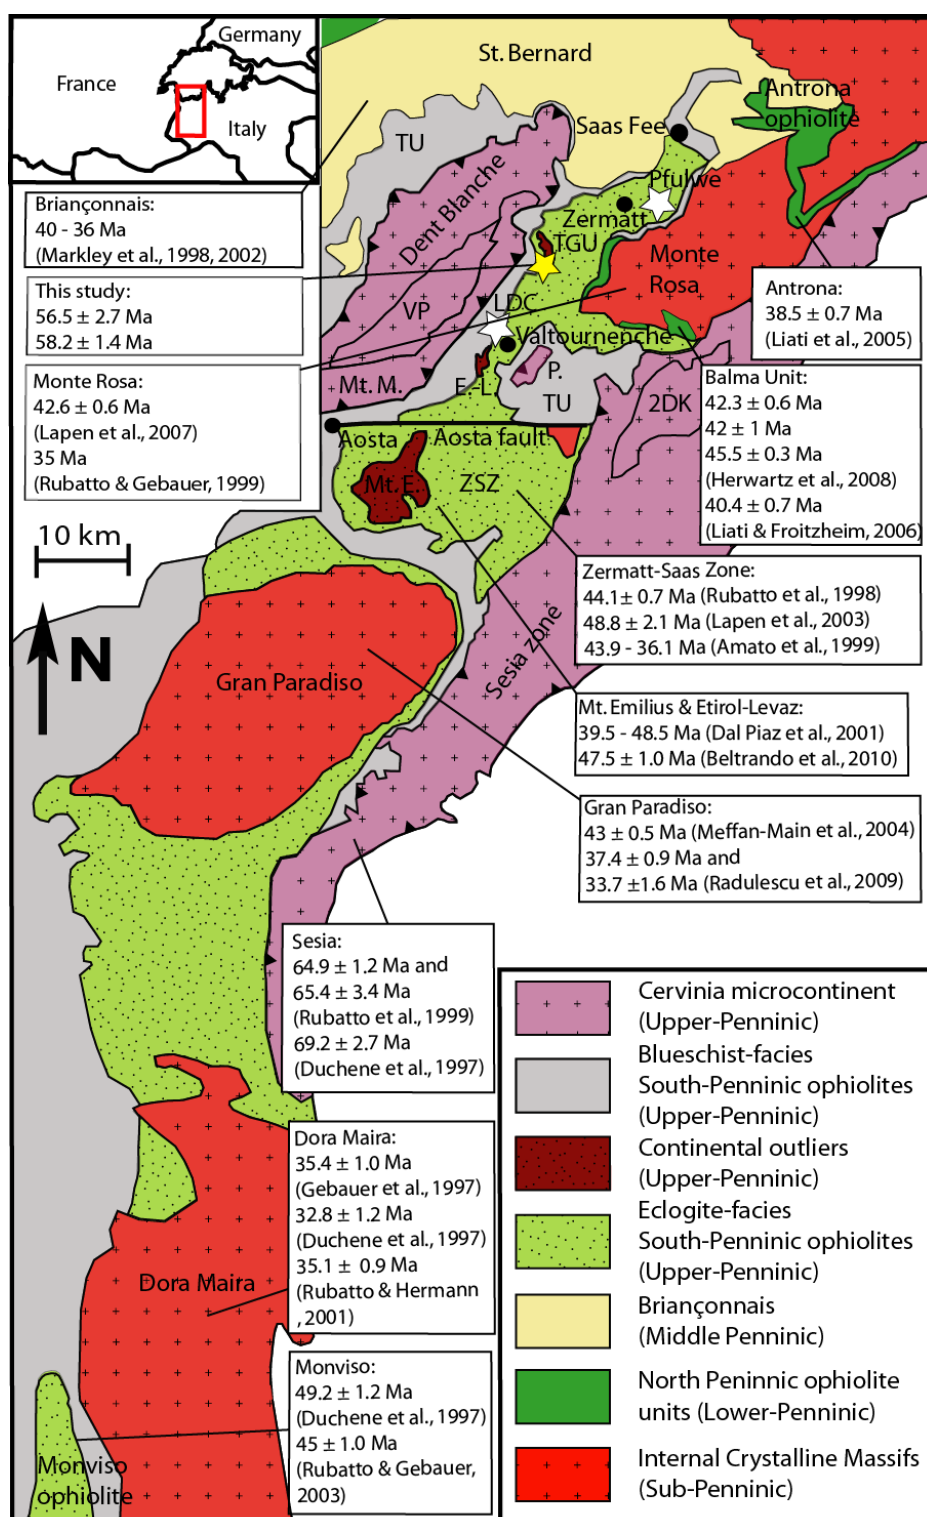 Germany
France
Italy
St. Bernard
Antrona
ophiolite
Saas Fee
TU
Dent Blanche
Pfulwe
Zermatt
TGU
Monte
Rosa
VP
LDC
Valtournenche
Mt. M.
E.-L.
P.
TU
2DK
Aosta
Aosta fault
Mt. E.
ZSZ
Briançonnais:
40 - 36 Ma
(Markley et al., 1998, 2002)
This study:
56.5 ± 2.7 Ma
58.2 ± 1.4 Ma
Monte Rosa:
42.6 ± 0.6 Ma
(Lapen et al., 2007)
35 Ma
(Rubatto & Gebauer, 1999)
Antrona:
38.5 ± 0.7 Ma
(Liati et al., 2005)
Balma Unit:
42.3 ± 0.6 Ma
42 ± 1 Ma
45.5 ± 0.3 Ma
(Herwartz et al., 2008)
40.4 ± 0.7 Ma
(Liati & Froitzheim, 2006)
10 km
N
Zermatt-Saas Zone:
44.1± 0.7 Ma (Rubatto et al., 1998)
48.8 ± 2.1 Ma (Lapen et al., 2003)
43.9 - 36.1 Ma (Amato et al., 1999)
Sesia zone
Gran Paradiso
Mt. Emilius & Etirol-Levaz:
39.5 - 48.5 Ma (Dal Piaz et al., 2001)
47.5 ± 1.0 Ma (Beltrando et al., 2010)
Gran Paradiso:
43 ± 0.5 Ma (Meffan-Main et al., 2004)
37.4 ± 0.9 Ma and
33.7 ±1.6 Ma (Radulescu et al., 2009)
Sesia:
64.9 ± 1.2 Ma and
65.4 ± 3.4 Ma
(Rubatto et al., 1999)
69.2 ± 2.7 Ma
(Duchene et al., 1997)
Dora Maira:
35.4 ± 1.0 Ma
(Gebauer et al., 1997)
32.8 ± 1.2 Ma
(Duchene et al., 1997)
35.1 ± 0.9 Ma
(Rubatto & Hermann
, 2001)
Dora Maira
Monviso:
49.2 ± 1.2 Ma
(Duchene et al., 1997)
45 ± 1.0 Ma
(Rubatto & Gebauer,
2003)
Monviso
ophiolite
Cervinia microcontinent
(Upper-Penninic)
Blueschist-facies
South-Penninic ophiolites
(Upper-Penninic)
Continental outliers
(Upper-Penninic)
Eclogite-facies
South-Penninic ophiolites
(Upper-Penninic)
Briançonnais
(Middle Penninic)
North Peninnic ophiolite
units (Lower-Penninic)
Internal Crystalline Massifs
(Sub-Penninic)